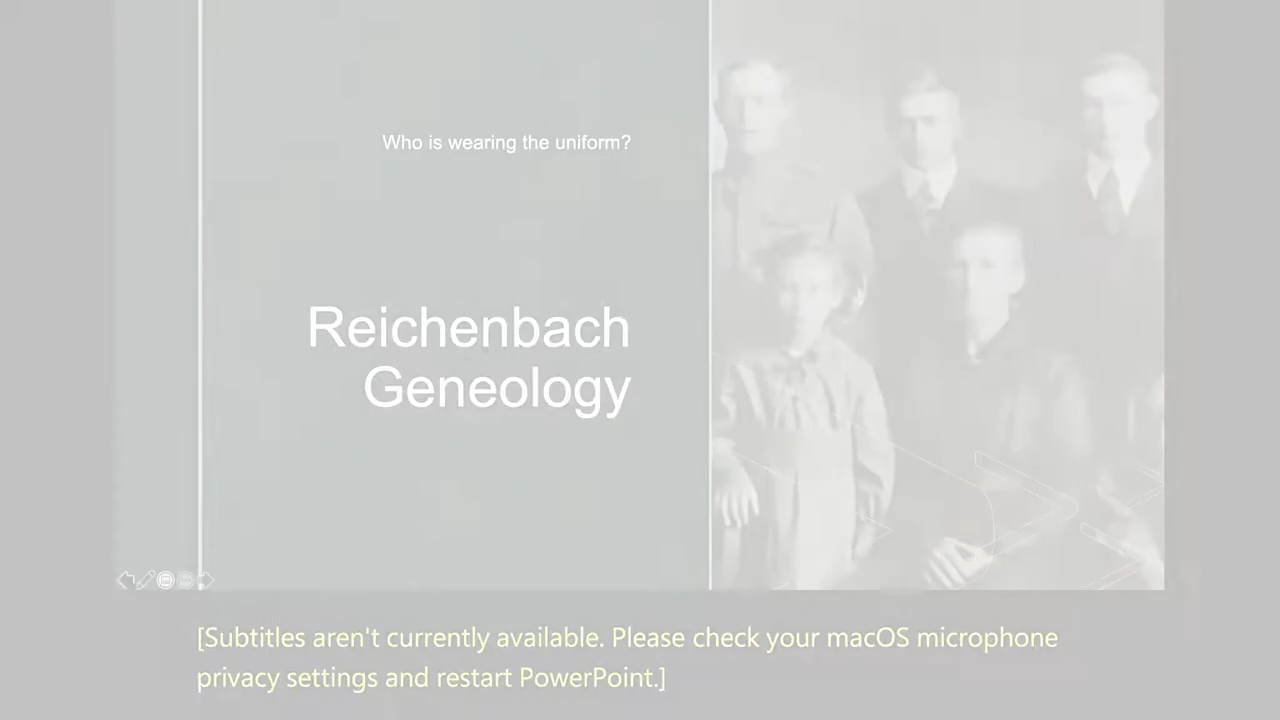 Who is wearing the uniform?
Reichenbach
Geneology
[Subtitles aren't currently available. Please check your macOS microphone
privacy settings and restart PowerPoint.]